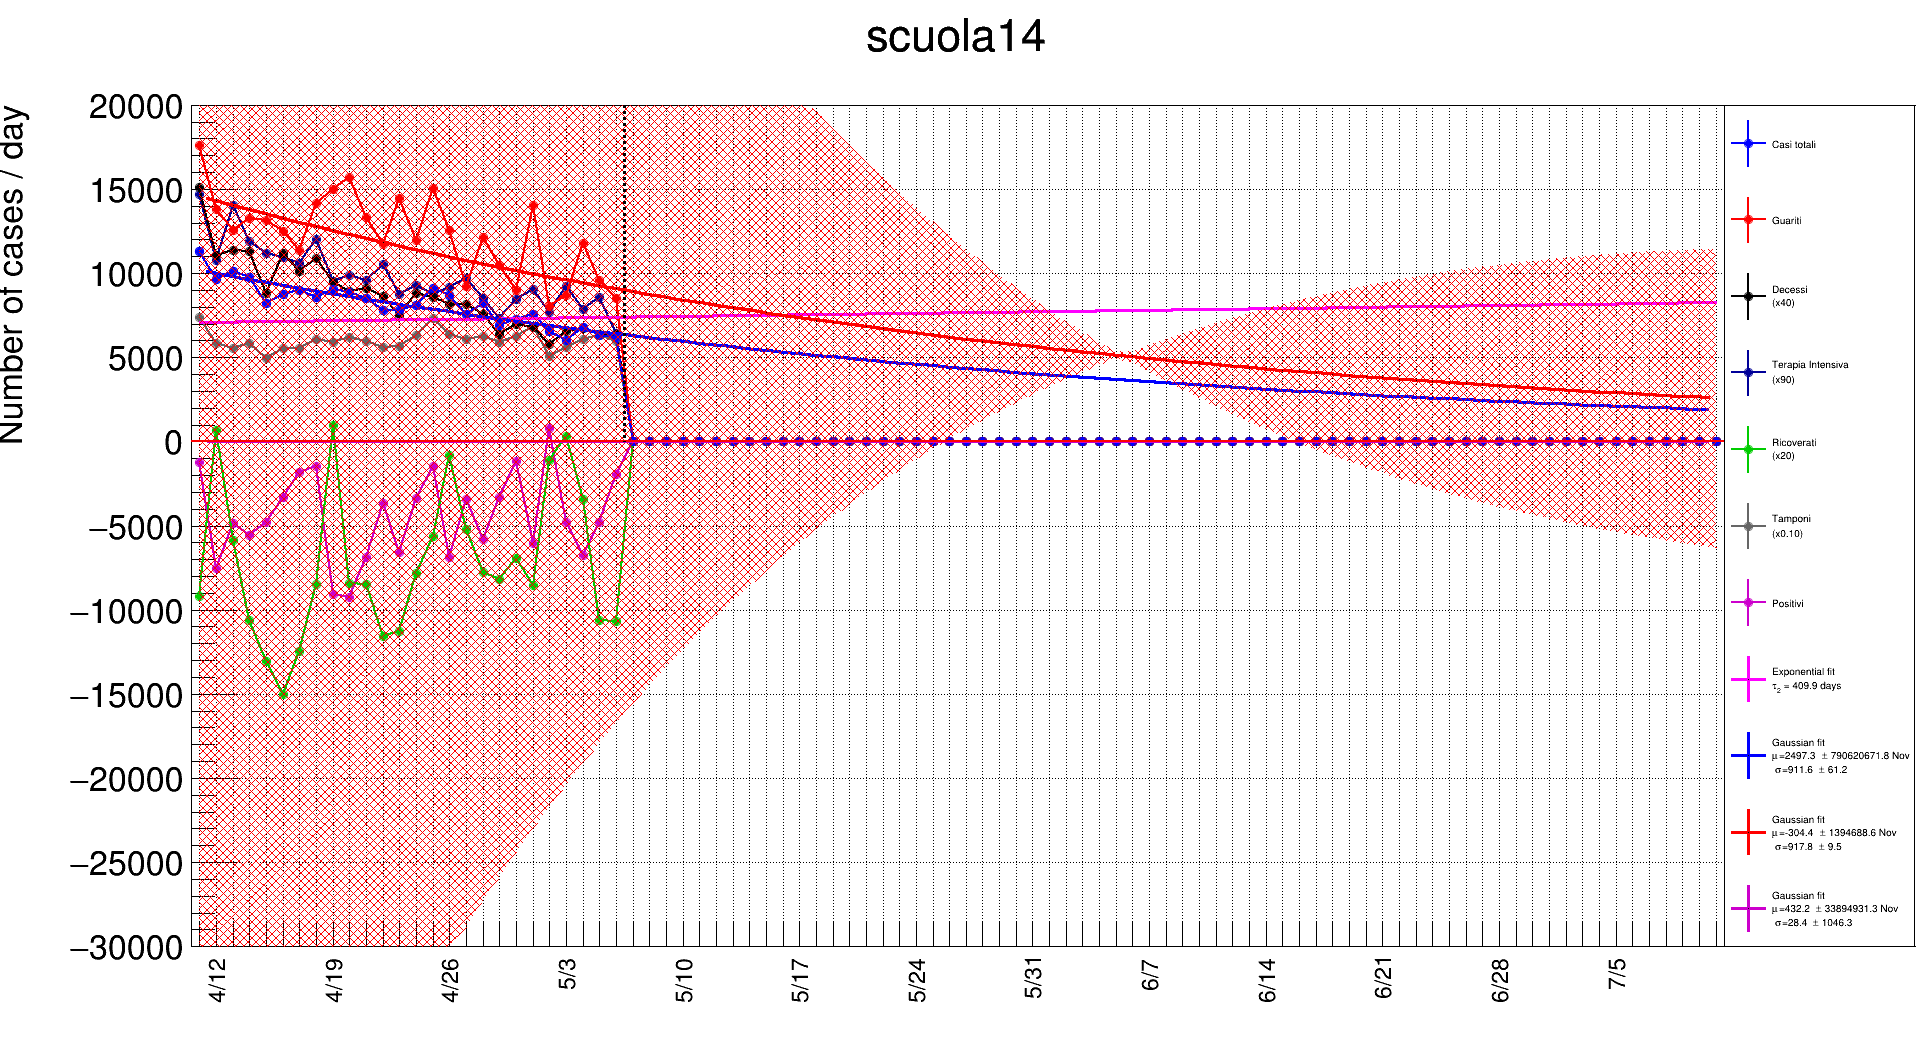 scuola14
Number of cases / day
20000
15000
10000
5000
0
−5000
−10000
−15000
−20000
−25000
−30000
4/12
4/19
4/26
5/3
5/10
5/17
5/24
5/31
6/7
6/14
6/21
6/28
7/5
Casi totali
Guariti
Decessi
(x40)
Terapia Intensiva
(x90)
Ricoverati
(x20)
Tamponi
(x0.10)
Positivi
Exponential fit
τ2 = 409.9 days
Gaussian fit
μ=2497.3 ± 790620671.8 Nov
σ=911.6 ± 61.2
Gaussian fit
μ=-304.4 ± 1394688.6 Nov
σ=917.8 ± 9.5
Gaussian fit
μ=432.2 ± 33894931.3 Nov
σ=28.4 ± 1046.3